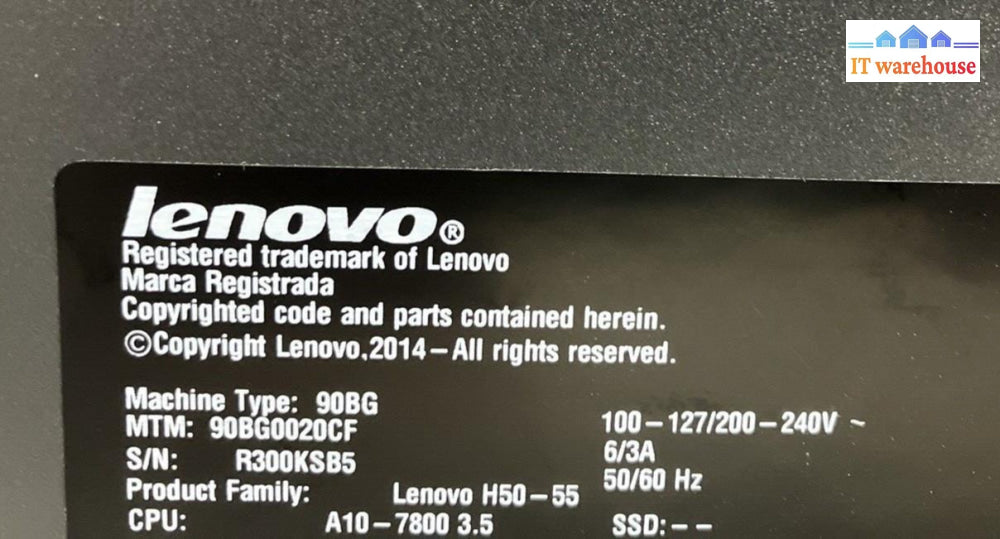 IT warehouse
lenovo®
Registered trademark of Lenovo
Marca Registrada
Copyrighted code and parts contained herein.
©Copyright Lenovo,2014–All rights reserved.
Machine Type: 90BG
MTM: 90BG0020CF
S/N: R300KSB5
Product Family: Lenovo H50-55
CPU: A10-7800 3.5
100-127/200-240V ~
6/3A
50/60 Hz
SSD:--